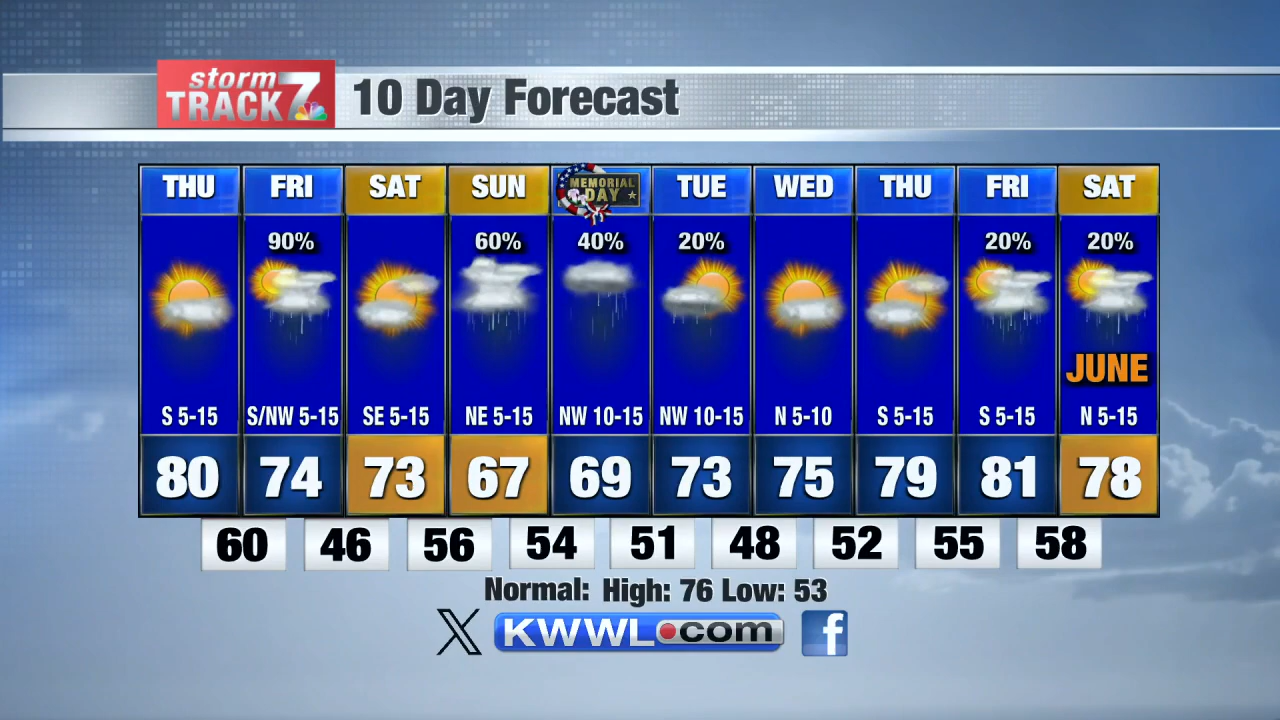 storm
TRACK 7
10 Day Forecast
THU FRI SAT SUN MEMORIAL DAY TUE WED THU FRI SAT
90% 60% 40% 20% 20% 20%
JUNE
S 5-15 S/NW 5-15 SE 5-15 NE 5-15 NW 10-15 NW 10-15 N 5-10 S 5-15 S 5-15 N 5-15
80 74 73 67 69 73 75 79 81 78
60 46 56 54 51 48 52 55 58
Normal: High: 76 Low: 53
X KWWL.com f